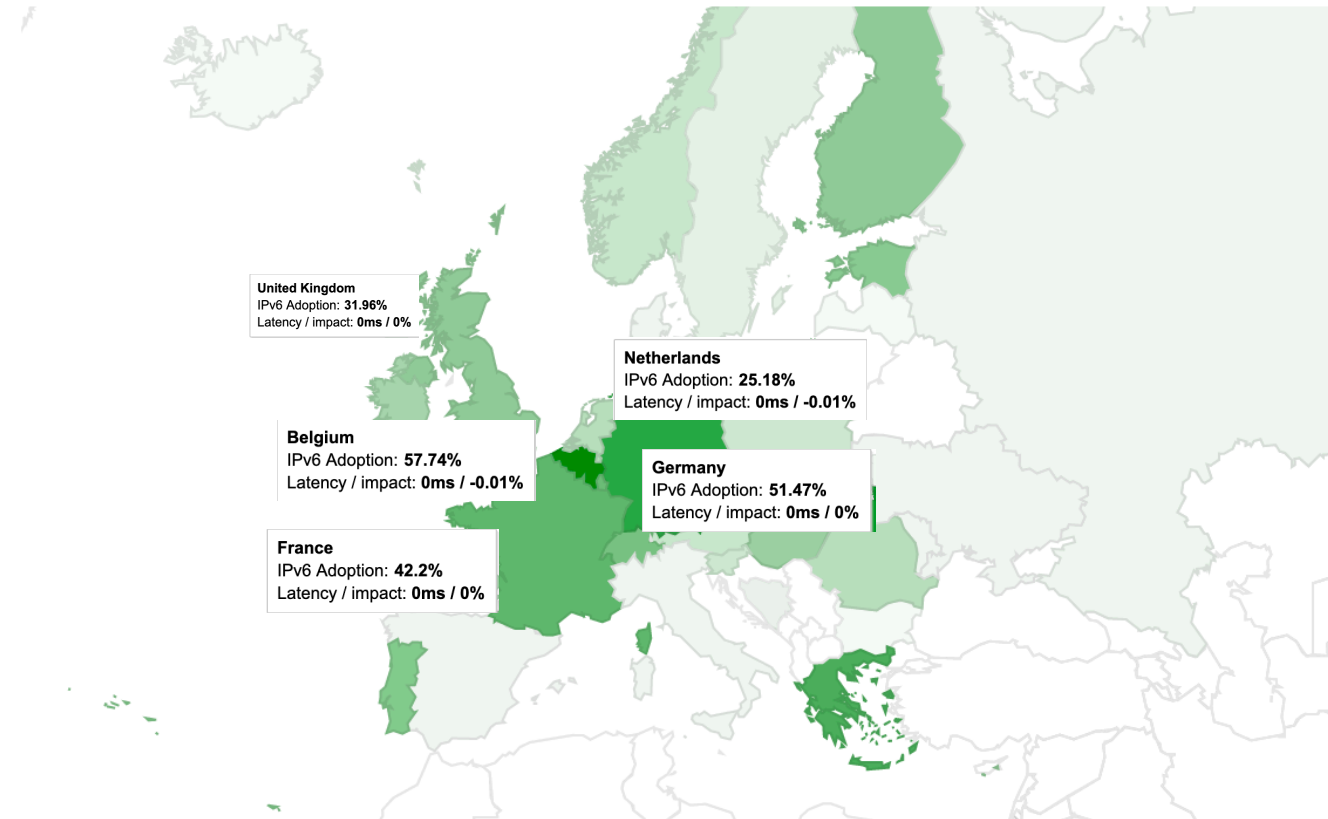 United Kingdom
IPv6 Adoption: 31.96%
Latency / impact: 0ms / 0%
Netherlands
IPv6 Adoption: 25.18%
Latency / impact: 0ms / -0.01%
Belgium
IPv6 Adoption: 57.74%
Latency / impact: 0ms / -0.01%
Germany
IPv6 Adoption: 51.47%
Latency / impact: 0ms / 0%
France
IPv6 Adoption: 42.2%
Latency / impact: 0ms / 0%